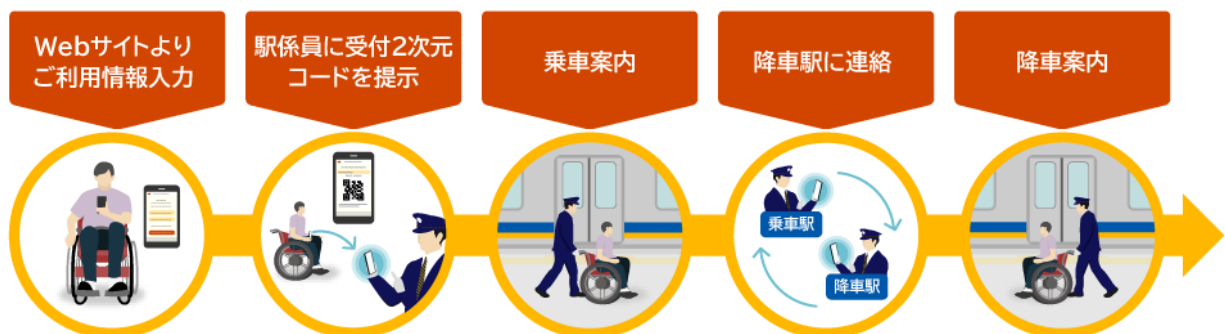 Webサイトより
ご利用情報入力
駅係員に受付2次元
コードを提示
乗車案内
降車駅に連絡
降車案内
乗車駅
降車駅